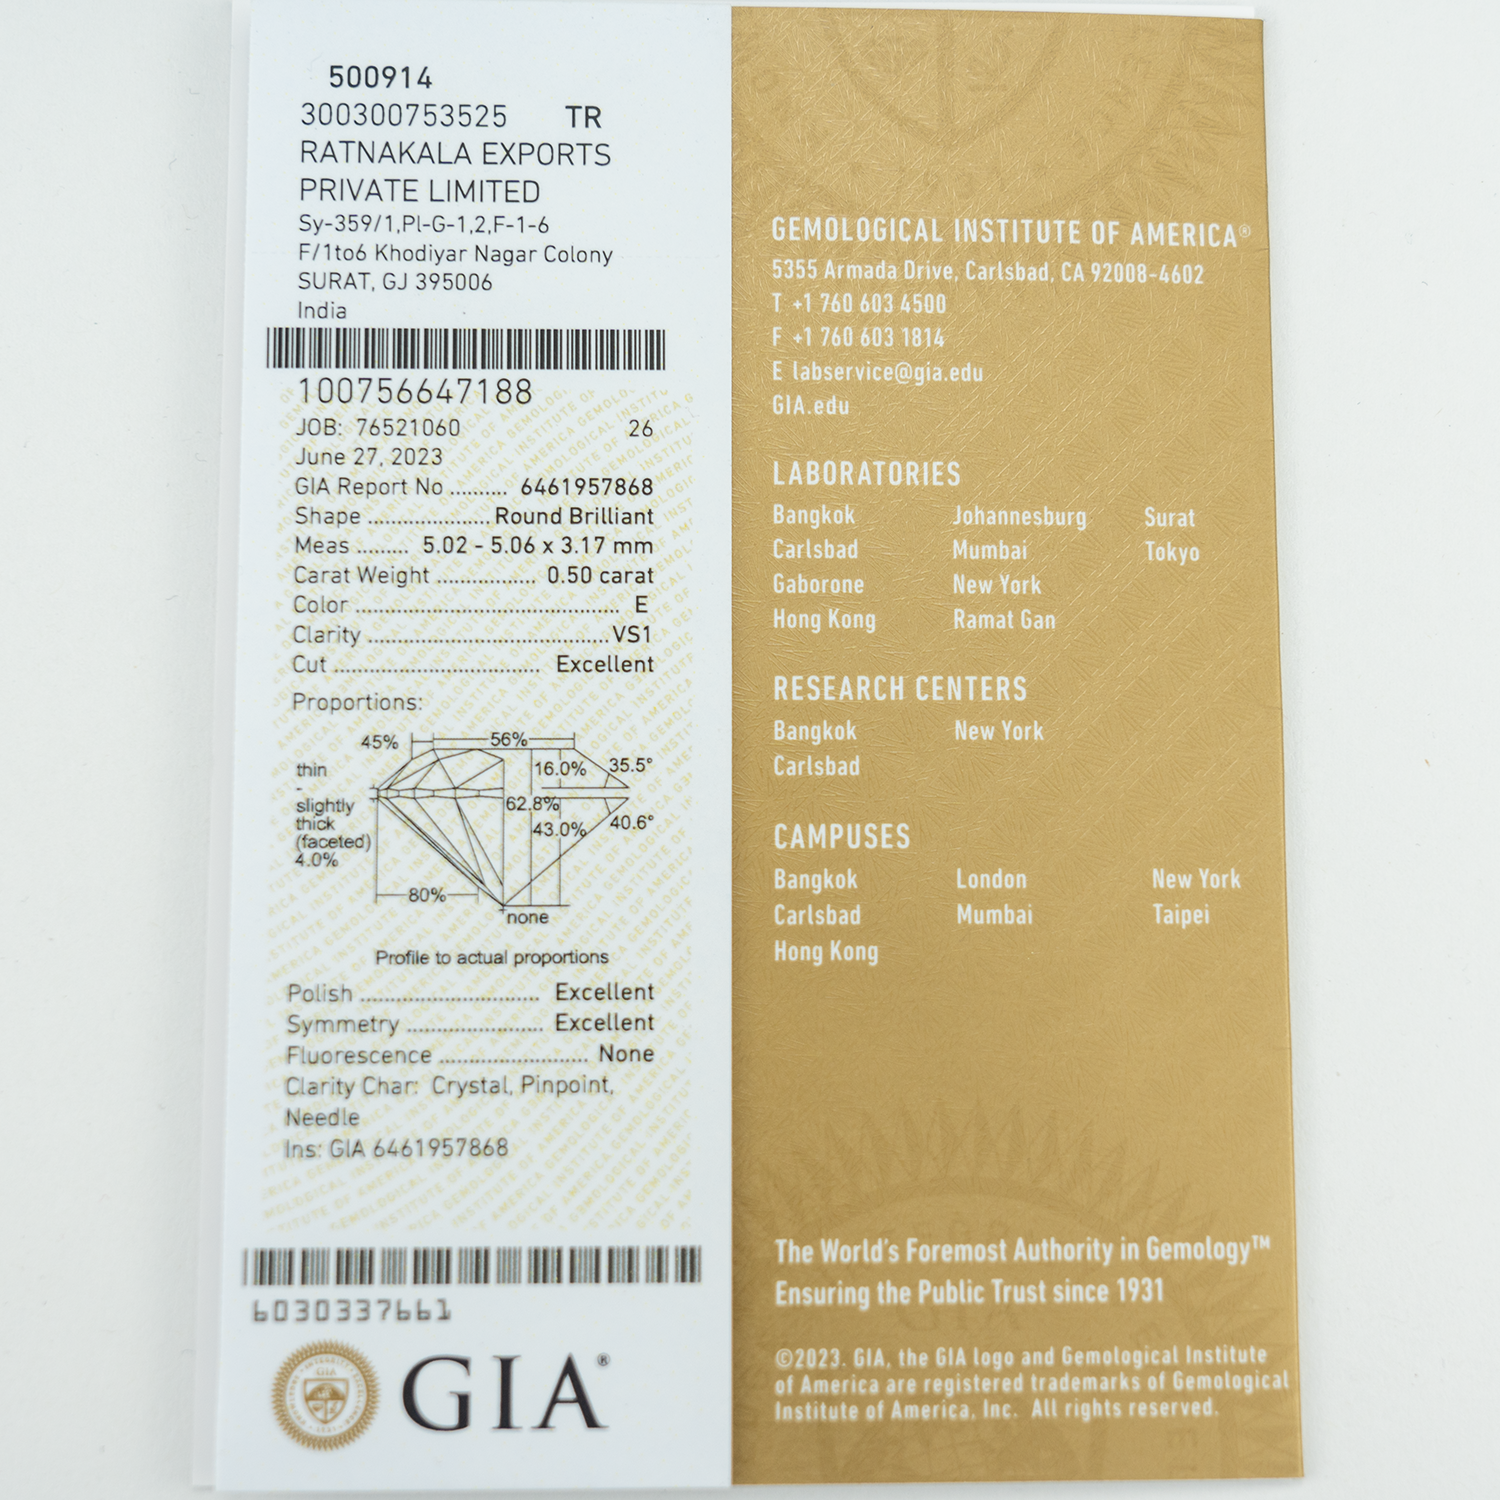 500914
300300753525 TR
RATNAKALA EXPORTS
PRIVATE LIMITED
Sy-359/1,Pl-G-1,2,F-1-6
F/1to6 Khodiyar Nagar Colony
SURAT, GJ 395006
India
100756647188
JOB: 76521060 26
June 27, 2023
GIA Report No .......... 6461957868
Shape ..................... Round Brilliant
Meas ......... 5.02 - 5.06 x 3.17 mm
Carat Weight ................. 0.50 carat
Color ............................................. E
Clarity ......................................... VS1
Cut ................................... Excellent
Proportions:
45% 56%
thin
-
slightly
thick
(faceted)
4.0%
16.0% 35.5°
62.8%
43.0% 40.6°
80%
none
Profile to actual proportions
Polish ............................... Excellent
Symmetry ....................... Excellent
Fluorescence ......................... None
Clarity Char: Crystal, Pinpoint,
Needle
Ins: GIA 6461957868
6030337661
GIA®
GEMOLOGICAL INSTITUTE OF AMERICA®
5355 Armada Drive, Carlsbad, CA 92008-4602
T +1 760 603 4500
F +1 760 603 1814
E labservice@gia.edu
GIA.edu
LABORATORIES
Bangkok Johannesburg Surat
Carlsbad Mumbai Tokyo
Gaborone New York
Hong Kong Ramat Gan
RESEARCH CENTERS
Bangkok New York
Carlsbad
CAMPUSES
Bangkok London New York
Carlsbad Mumbai Taipei
Hong Kong
The World's Foremost Authority in Gemology™
Ensuring the Public Trust since 1931
©2023. GIA, the GIA logo and Gemological Institute
of America are registered trademarks of Gemological
Institute of America, Inc. All rights reserved.